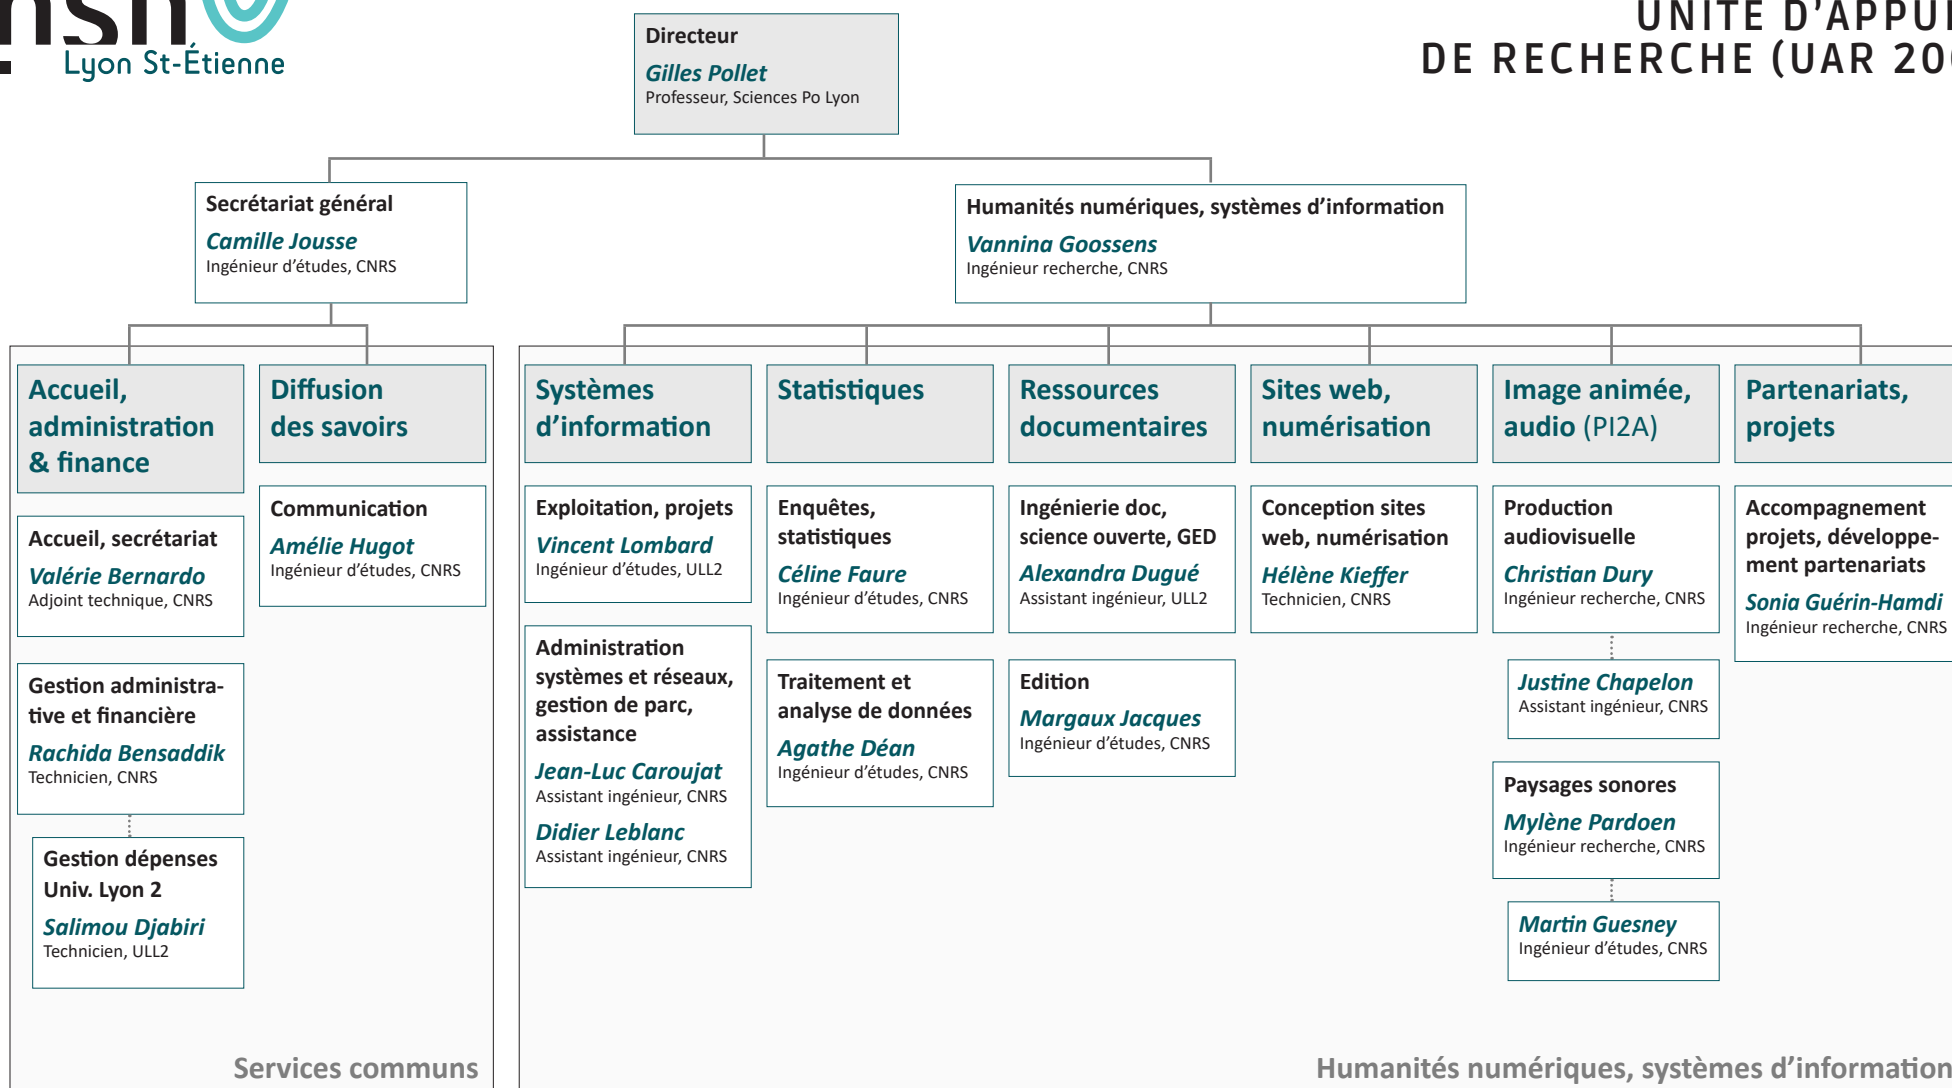 Lyon St-Étienne
DE RECHERCHE (UAR
Directeur
Gilles Pollet
Professeur, Sciences Po Lyon
Secrétariat général
Camille Jousse
Ingénieur d’études, CNRS
Humanités numériques, systèmes d’information
Vannina Goossens
Ingénieur recherche, CNRS
Accueil,
administration
& finance
Accueil, secrétariat
Valérie Bernardo
Adjoint technique, CNRS
Gestion administra-
tive et financière
Rachida Bensaddik
Technicien, CNRS
Gestion dépenses
Univ. Lyon 2
Salimou Djabiri
Technicien, ULL2
Diffusion
des savoirs
Communication
Amélie Hugot
Ingénieur d’études, CNRS
Services communs
Systèmes
d’information
Exploitation, projets
Vincent Lombard
Ingénieur d’études, ULL2
Administration
systèmes et réseaux,
gestion de parc,
assistance
Jean-Luc Caroujat
Assistant ingénieur, CNRS
Didier Leblanc
Assistant ingénieur, CNRS
Statistiques
Enquêtes,
statistiques
Céline Faure
Ingénieur d’études, CNRS
Traitement et
analyse de données
Agathe Déan
Ingénieur d’études, CNRS
Ressources
documentaires
Ingénierie doc,
science ouverte, GED
Alexandra Dugué
Assistant ingénieur, ULL2
Edition
Margaux Jacques
Ingénieur d’études, CNRS
Sites web,
numérisation
Conception sites
web, numérisation
Hélène Kieffer
Technicien, CNRS
Image animée,
audio (PI2A)
Production
audiovisuelle
Christian Dury
Ingénieur recherche, CNRS
Justine Chapelon
Assistant ingénieur, CNRS
Paysages sonores
Mylène Pardoen
Ingénieur recherche, CNRS
Martin Guesney
Ingénieur d’études, CNRS
Partenariats,
projets
Accompagnement
projets, développe-
ment partenariats
Sonia Guérin-Hamdi
Ingénieur recherche, CNRS
Humanités numériques, systèmes d’information